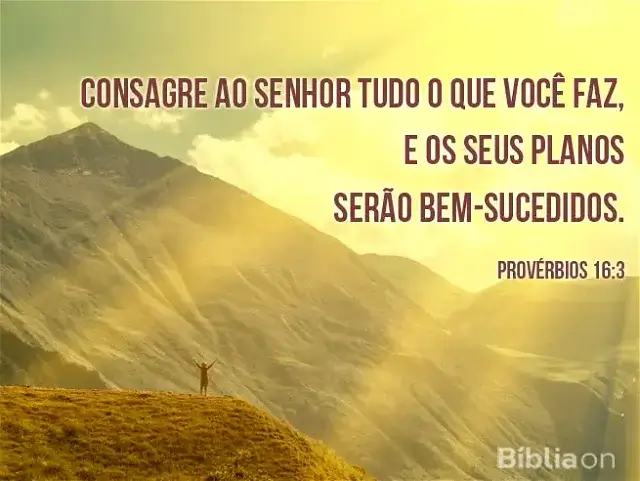 CONSAGRE AO SENHOR TUDO O QUE VOCÊ FAZ,
E OS SEUS PLANOS
SERÃO BEM-SUCEDIDOS.
PROVÉRBIOS 16:3
Bíbliaon